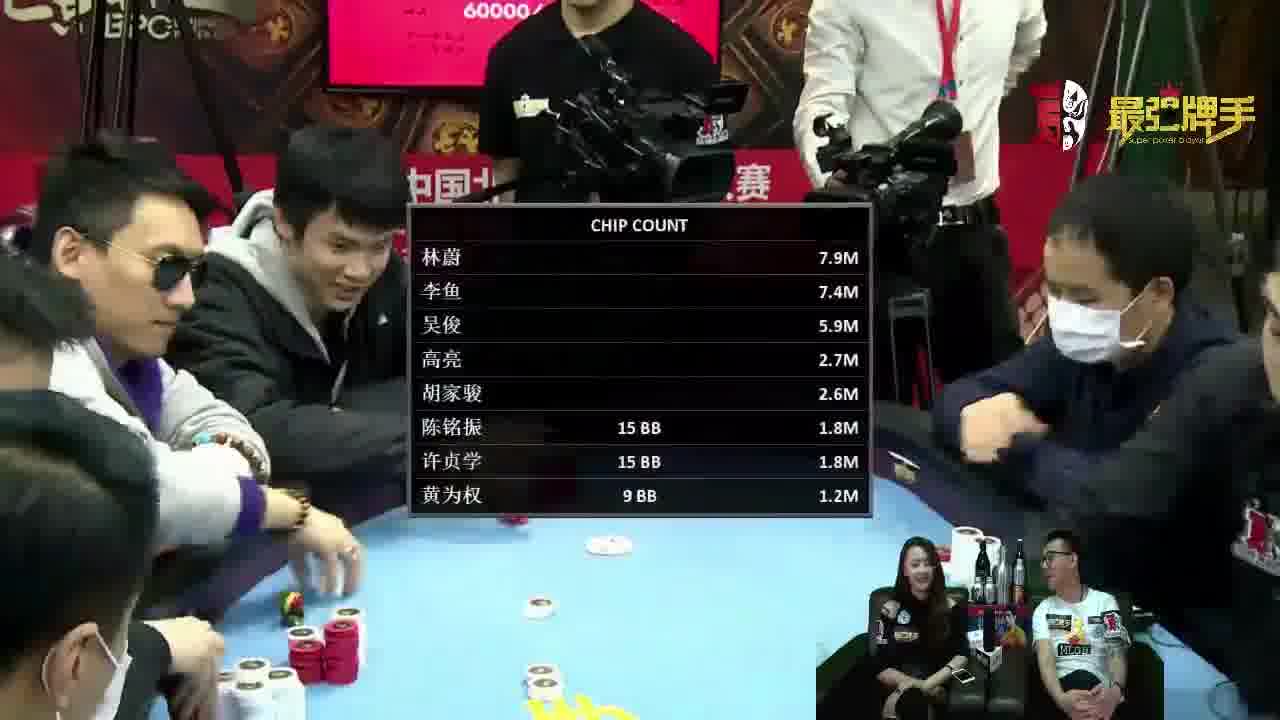 BPC
60000/
最强牌手
super poker player
中国北
赛
CHIP COUNT
林蔚 7.9M
李鱼 7.4M
吴俊 5.9M
高亮 2.7M
胡家骏 2.6M
陈铭振 15 BB 1.8M
许贞学 15 BB 1.8M
黄为权 9 BB 1.2M